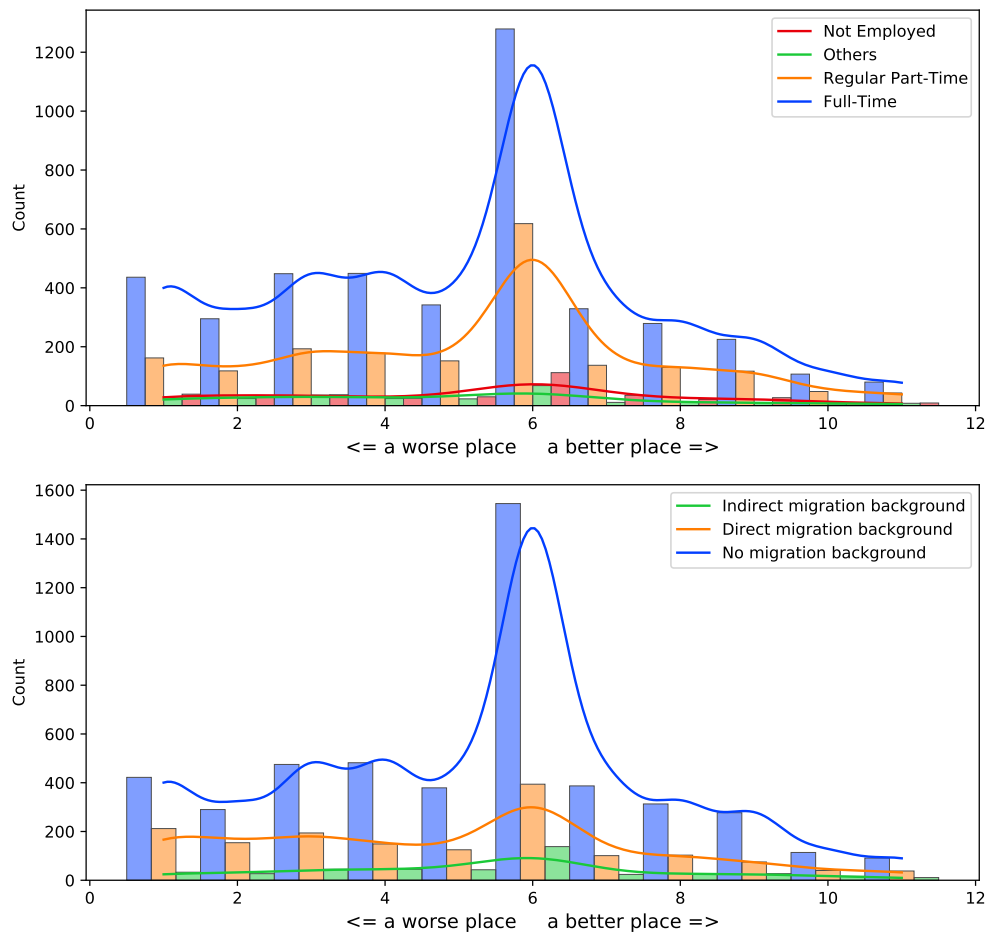 1200
1000
800
600
400
200
0
Count
Not Employed
Others
Regular Part-Time
Full-Time
0 2 4 6 8 10 12
<= a worse place a better place =>
1600
1400
1200
1000
800
600
400
200
0
Count
Indirect migration background
Direct migration background
No migration background
0 2 4 6 8 10 12
<= a worse place a better place =>